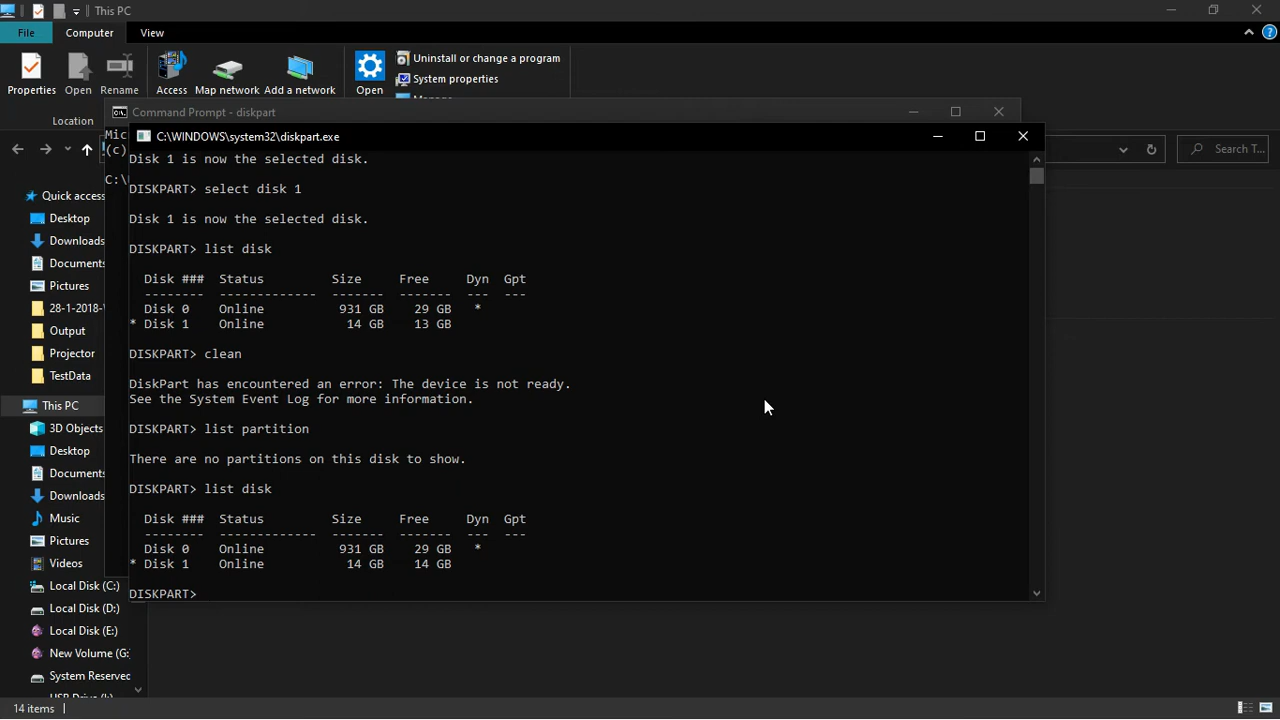 This PC
File
Computer
View
Properties
Open
Rename
Access
Map network
Add a network
Open
Uninstall or change a program
System properties
Location
Command Prompt - diskpart
Mic
(c)
C:\
C:\WINDOWS\system32\diskpart.exe
Search T...
Quick access
Desktop
Downloads
Documents
Pictures
28-1-2018-
Output
Projector
TestData
This PC
3D Objects
Desktop
Documents
Downloads
Music
Pictures
Videos
Local Disk (C:)
Local Disk (D:)
Local Disk (E:)
New Volume (G:
System Reserved
Disk 1 is now the selected disk.
DISKPART> select disk 1
Disk 1 is now the selected disk.
DISKPART> list disk
Disk ### Status Size Free Dyn Gpt
-------- ------------- ------- ------- --- ---
Disk 0 Online 931 GB 29 GB *
* Disk 1 Online 14 GB 13 GB
DISKPART> clean
DiskPart has encountered an error: The device is not ready.
See the System Event Log for more information.
DISKPART> list partition
There are no partitions on this disk to show.
DISKPART> list disk
Disk ### Status Size Free Dyn Gpt
-------- ------------- ------- ------- --- ---
Disk 0 Online 931 GB 29 GB *
* Disk 1 Online 14 GB 14 GB
DISKPART>
14 items